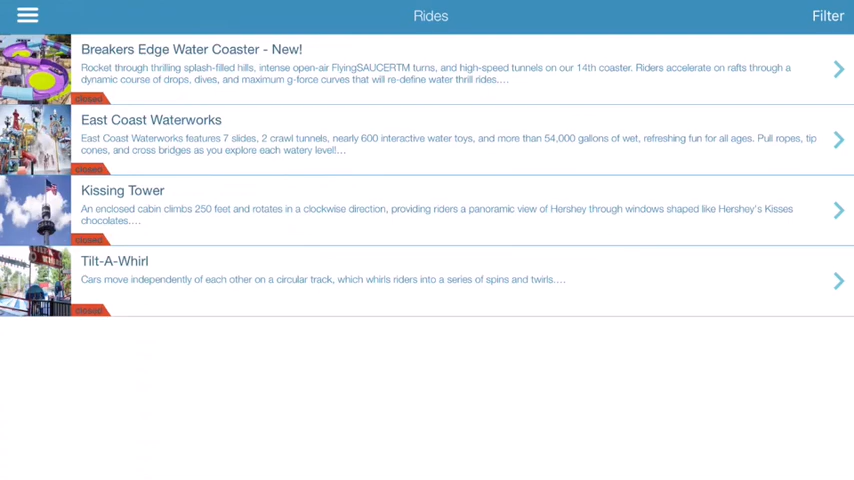 Rides
Filter
Breakers Edge Water Coaster - New!
Rocket through thrilling splash-filled hills, intense open-air FlyingSAUCERTM turns, and high-speed tunnels on our 14th coaster. Riders accelerate on rafts through a
dynamic course of drops, dives, and maximum g-force curves that will re-define water thrill rides....
closed
East Coast Waterworks
East Coast Waterworks features 7 slides, 2 crawl tunnels, nearly 600 interactive water toys, and more than 54,000 gallons of wet, refreshing fun for all ages. Pull ropes, tip
cones, and cross bridges as you explore each watery level!...
closed
Kissing Tower
An enclosed cabin climbs 250 feet and rotates in a clockwise direction, providing riders a panoramic view of Hershey through windows shaped like Hershey's Kisses
chocolates....
closed
Tilt-A-Whirl
Cars move independently of each other on a circular track, which whirls riders into a series of spins and twirls....
closed